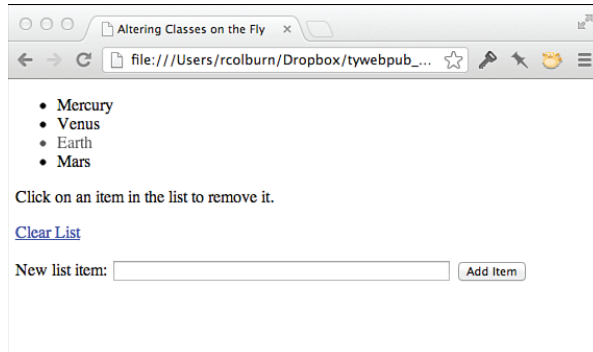 Altering Classes on the Fly
file:///Users/rcolburn/Dropbox/tywebpub_...
Mercury
Venus
Earth
Mars
Click on an item in the list to remove it.
Clear List
New list item: Add Item